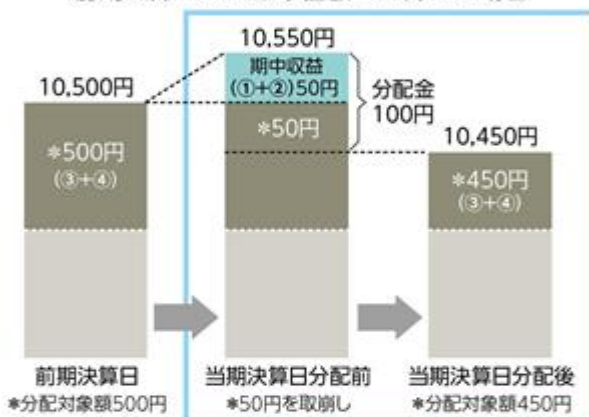 10,550円
期中収益
(①+②)50円
10,500円
分配金
100円
*500円
(③+④)
*50円
10,450円
*450円
(③+④)
前期決算日
*分配対象額500円
当期決算日分配前
*50円を取崩し
当期決算日分配後
*分配対象額450円